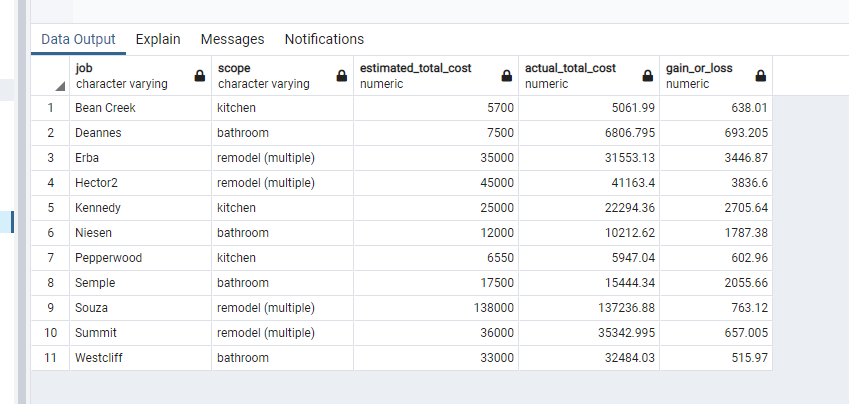 Data Output Explain Messages Notifications
job scope estimated_total_cost actual_total_cost gain_or_loss
character varying character varying numeric numeric numeric
1 Bean Creek kitchen 5700 5061.99 638.01
2 Deannes bathroom 7500 6806.795 693.205
3 Erba remodel (multiple) 35000 31553.13 3446.87
4 Hector2 remodel (multiple) 45000 41163.4 3836.6
5 Kennedy kitchen 25000 22294.36 2705.64
6 Niesen bathroom 12000 10212.62 1787.38
7 Pepperwood kitchen 6550 5947.04 602.96
8 Semple bathroom 17500 15444.34 2055.66
9 Souza remodel (multiple) 138000 137236.88 763.12
10 Summit remodel (multiple) 36000 35342.995 657.005
11 Westcliff bathroom 33000 32484.03 515.97